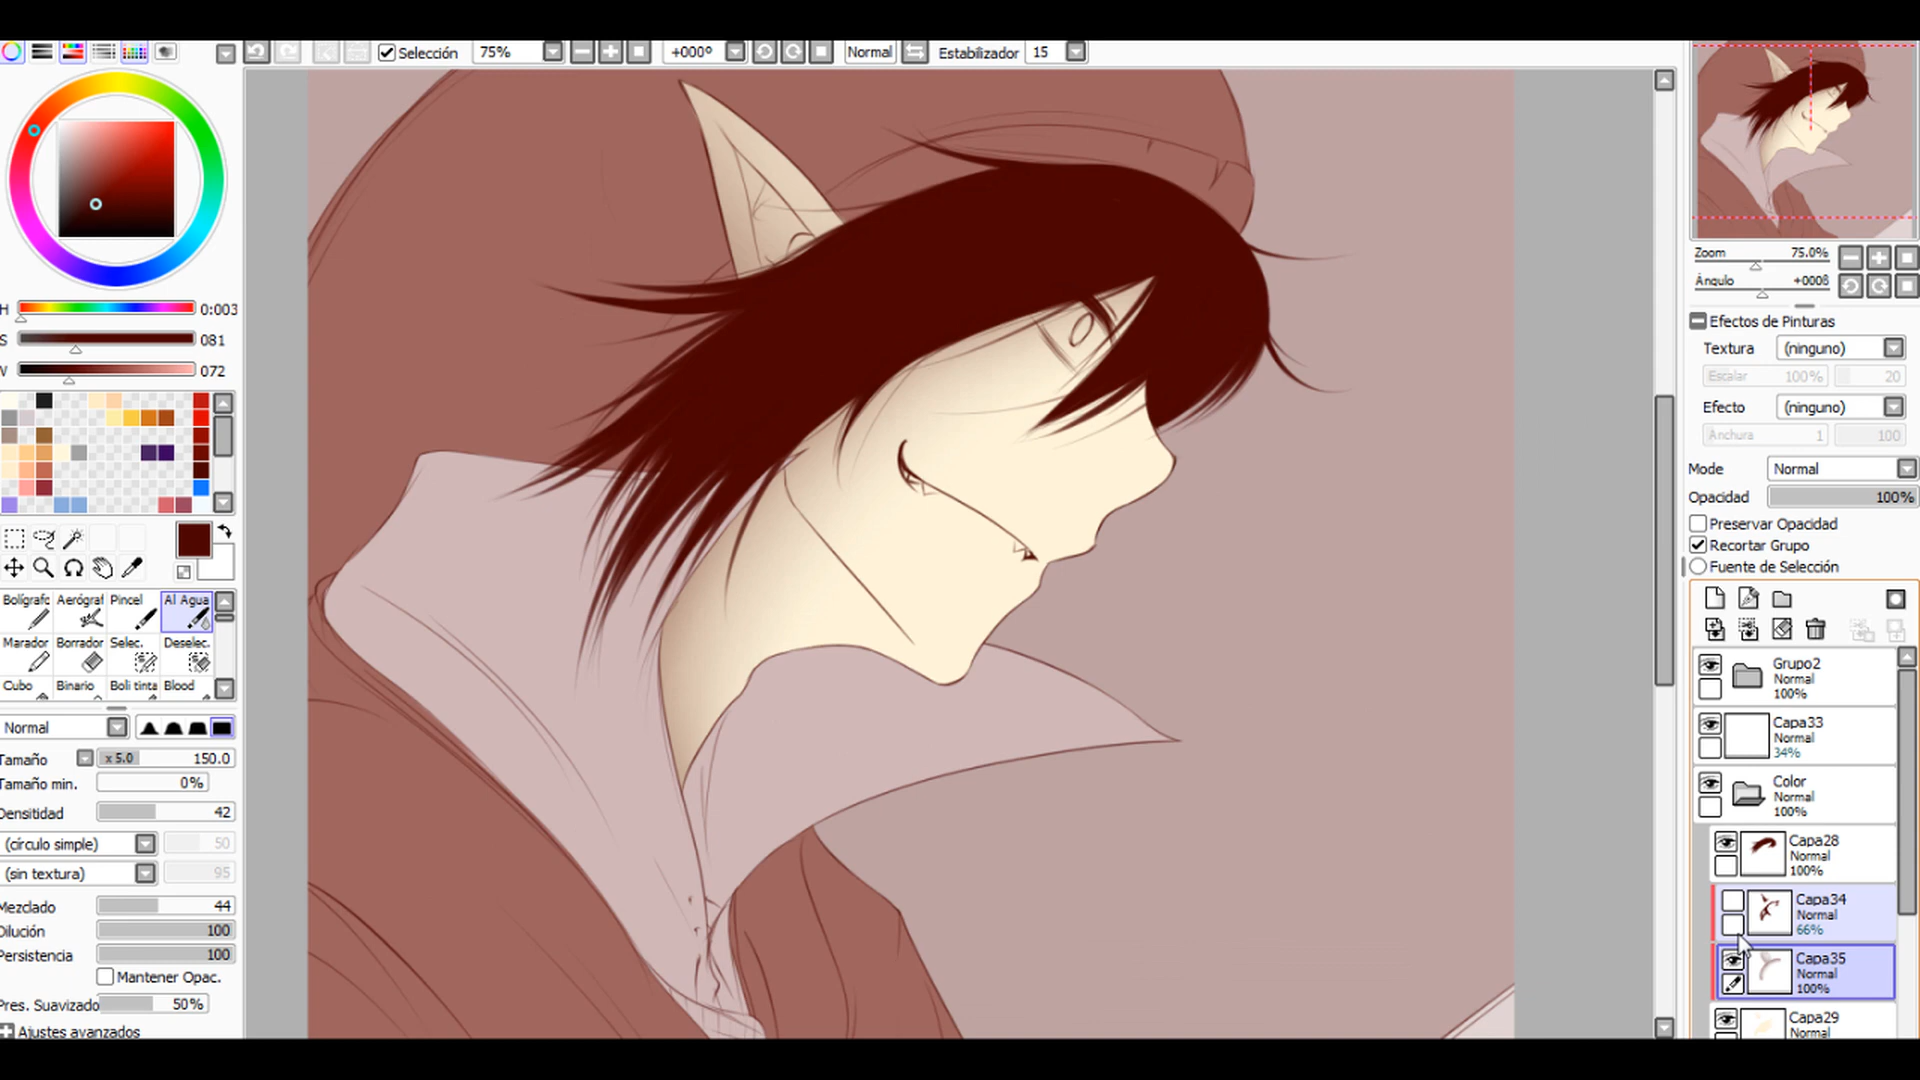 Selección 75% +000º Normal Estabilizador 15
H 0:003
S 081
V 072
Bolígrafo Aerógraf Pincel Al Agua
Marador Borrador Selec. Deselec.
Cubo Binario Boli tinta Blood
Normal
Tamaño x 5.0 150.0
Tamaño min. 0%
Densitidad 42
(círculo simple) 50
(sin textura) 95
Mezclado 44
Dilución 100
Persistencia 100
Mantener Opac.
Pres. Suavizado 50%
Ajustes avanzados
Zoom 75.0%
Ángulo
Efectos de Pinturas
Textura (ninguno)
Escalar 100% 20
Efecto (ninguno)
Anchura 1 100
Mode Normal
Opacidad 100%
Preservar Opacidad
Recortar Grupo
Fuente de Selección
Grupo2
Normal
100%
Capa33
Normal
34%
Color
Normal
100%
Capa28
Normal
100%
Capa34
Normal
66%
Capa35
Normal
100%
Capa29
Normal